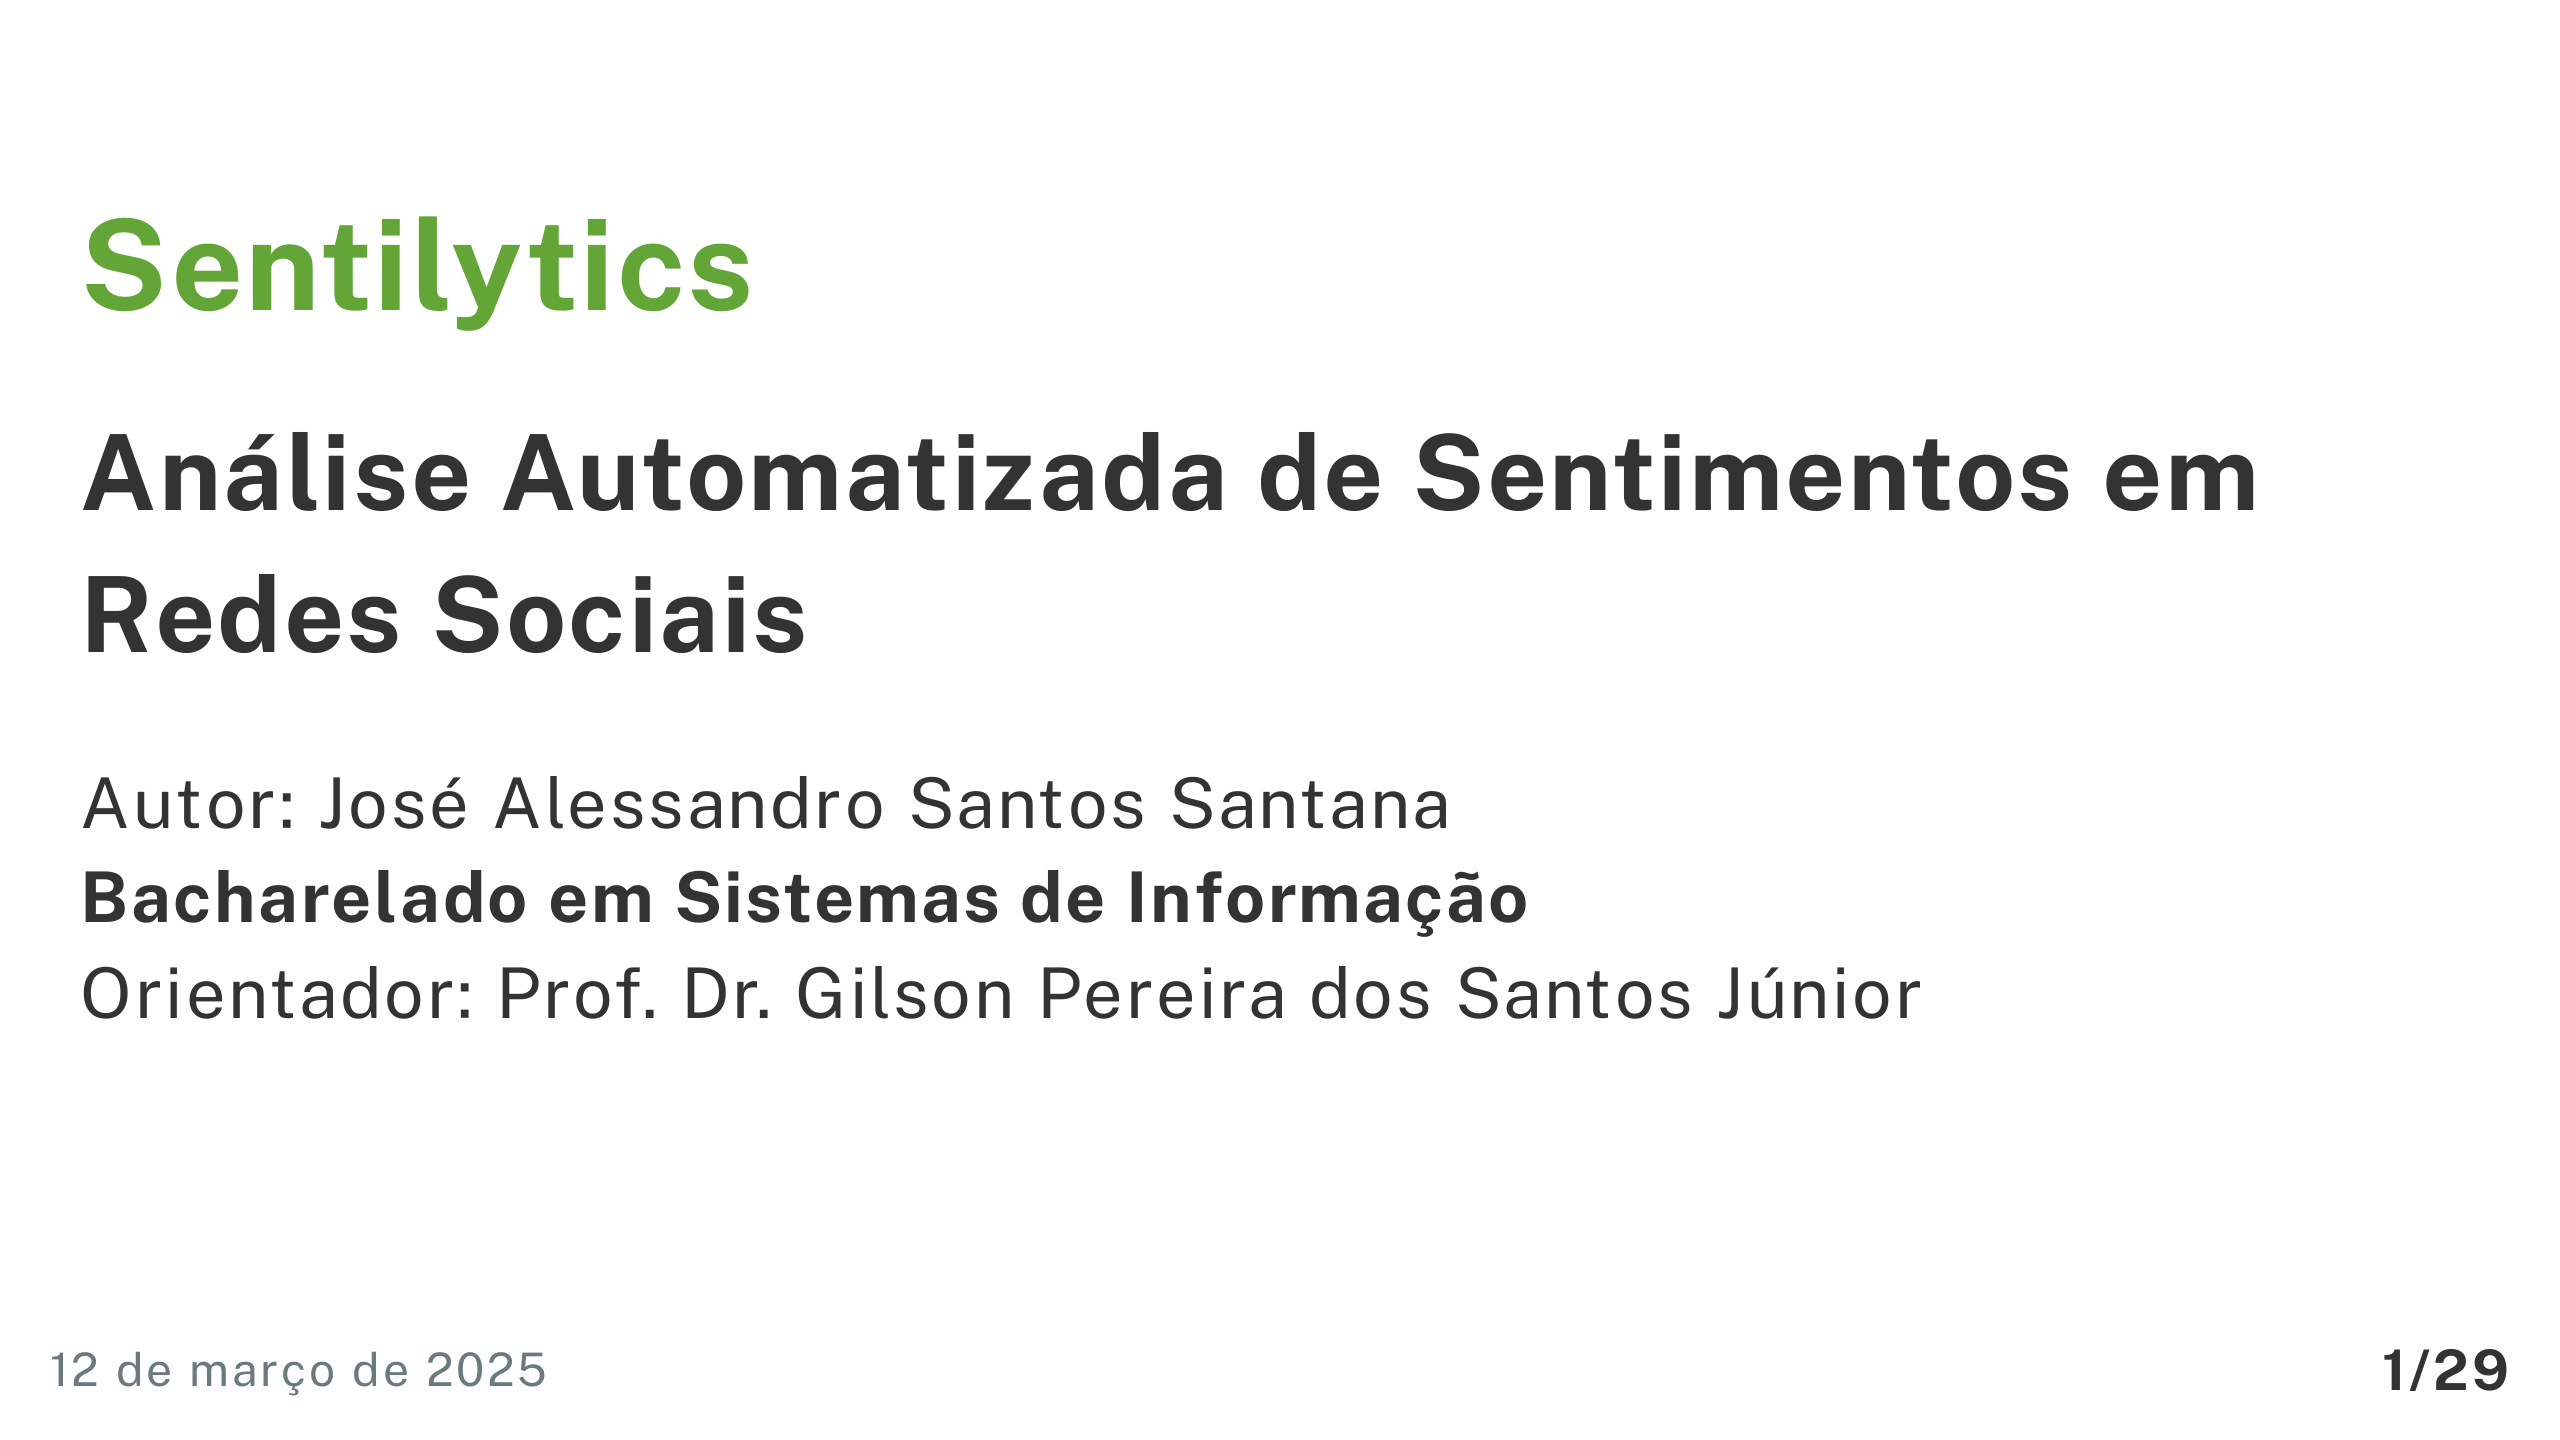 Sentilytics
Análise Automatizada de Sentimentos em
Redes Sociais
Autor: José Alessandro Santos Santana
Bacharelado em Sistemas de Informação
Orientador: Prof. Dr. Gilson Pereira dos Santos Júnior
12 de março de 2025
1/29